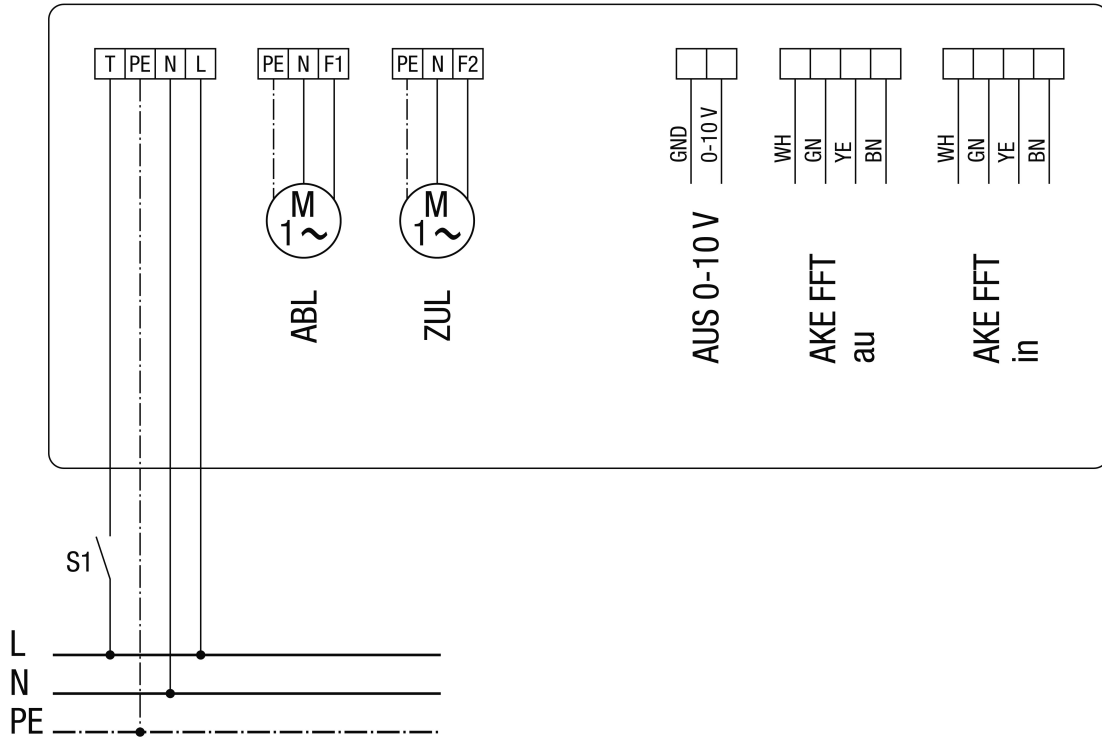 T PE N L
PE N F1
PE N F2
GND
0-10 V
WH
GN
YE
BN
WH
GN
YE
BN
M
1~
M
1~
ABL
ZUL
AUS 0-10 V
AKE FFT
au
AKE FFT
in
S1
L
N
PE